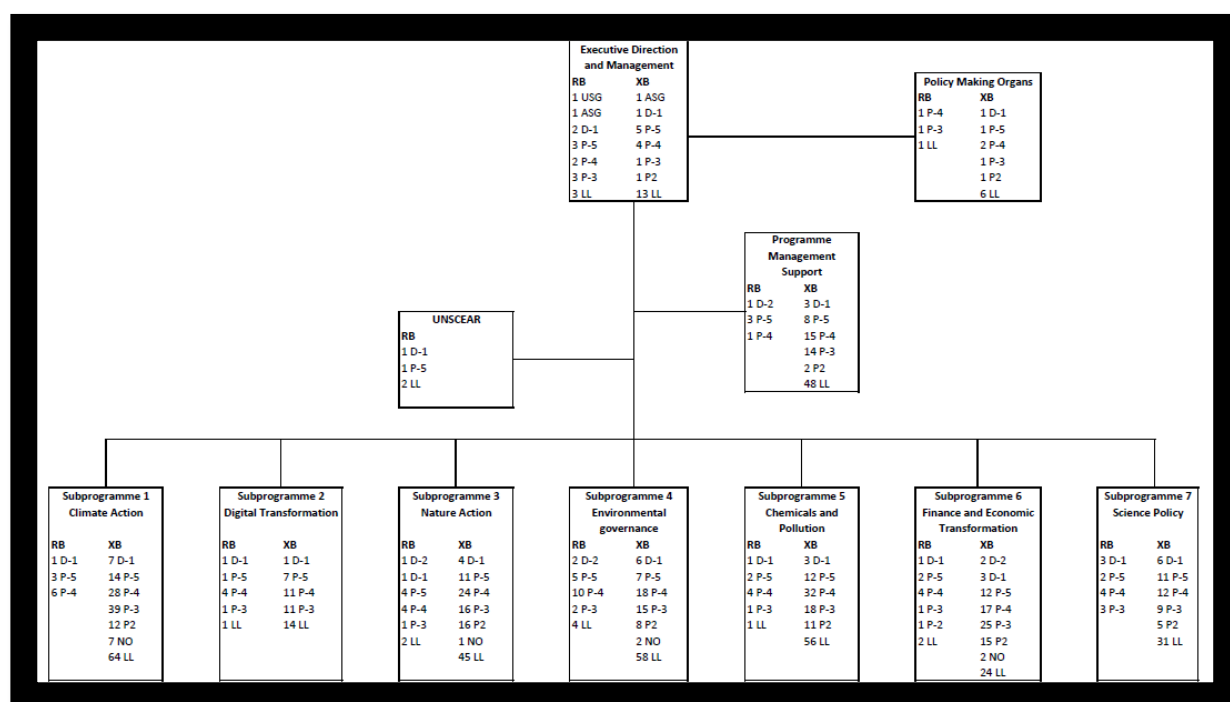 Executive Direction
and Management
RB XB
1 USG 1 ASG
1 ASG 1 D-1
2 D-1 5 P-5
3 P-5 4 P-4
2 P-4 1 P-3
3 P-3 1 P2
3 LL 13 LL
Policy Making Organs
RB XB
1 P-4 1 D-1
1 P-3 1 P-5
1 LL 2 P-4
1 P-3
1 P2
6 LL
Programme
Management
Support
RB XB
1 D-2 3 D-1
3 P-5 8 P-5
1 P-4 15 P-4
14 P-3
2 P2
48 LL
UNSCEAR
RB
1 D-1
1 P-5
2 LL
Subprogramme 1
Climate Action
RB XB
1 D-1 7 D-1
3 P-5 14 P-5
6 P-4 28 P-4
39 P-3
12 P2
7 NO
64 LL
Subprogramme 2
Digital Transformation
RB XB
1 D-1 1 D-1
1 P-5 7 P-5
4 P-4 11 P-4
1 P-3 11 P-3
1 LL 14 LL
Subprogramme 3
Nature Action
RB XB
1 D-2 4 D-1
1 D-1 11 P-5
4 P-5 24 P-4
4 P-4 16 P-3
1 P-3 16 P2
2 LL 1 NO
45 LL
Subprogramme 4
Environmental
governance
RB XB
2 D-2 6 D-1
5 P-5 7 P-5
10 P-4 18 P-4
2 P-3 15 P-3
4 LL 8 P2
2 NO
58 LL
Subprogramme 5
Chemicals and
Pollution
RB XB
1 D-1 3 D-1
2 P-5 12 P-5
4 P-4 32 P-4
1 P-3 18 P-3
1 LL 11 P2
56 LL
Subprogramme 6
Finance and Economic
Transformation
RB XB
1 D-1 2 D-2
2 P-5 3 D-1
4 P-4 12 P-5
1 P-3 17 P-4
1 P-2 25 P-3
2 LL 15 P2
2 NO
24 LL
Subprogramme 7
Science Policy
RB XB
3 D-1 6 D-1
2 P-5 11 P-5
4 P-4 12 P-4
3 P-3 9 P-3
5 P2
31 LL